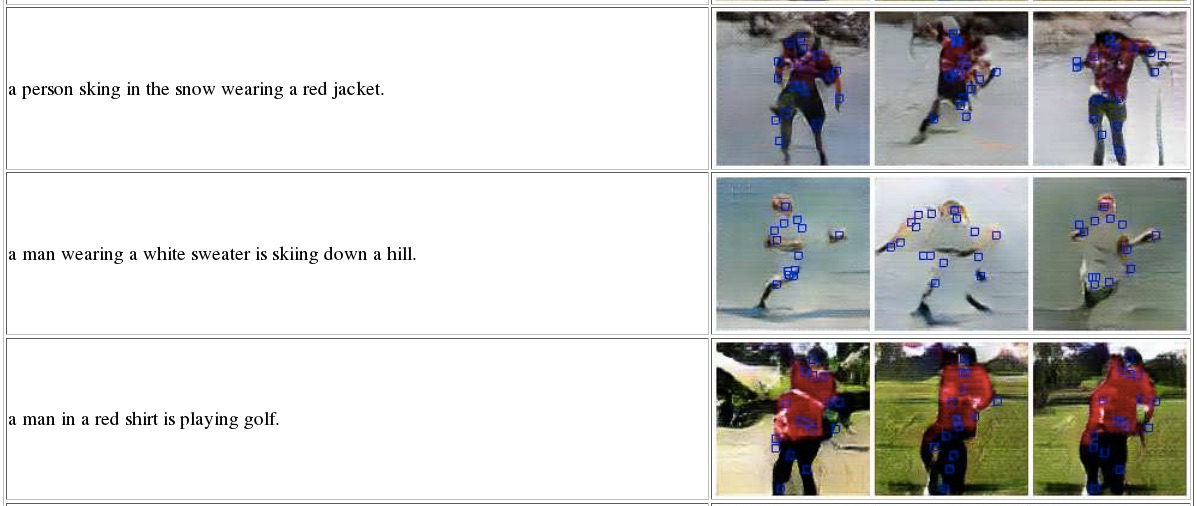 a person sking in the snow wearing a red jacket.
a man wearing a white sweater is skiing down a hill.
a man in a red shirt is playing golf.